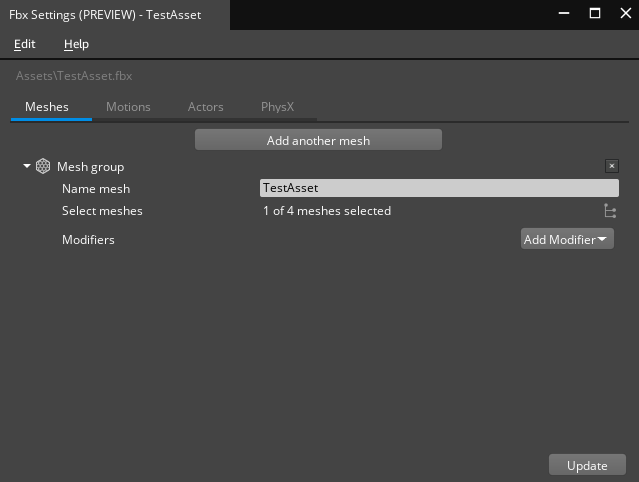 Fbx Settings (PREVIEW) - TestAsset
Edit Help
Assets\TestAsset.fbx
Meshes Motions Actors PhysX
Add another mesh
Mesh group
Name mesh TestAsset
Select meshes 1 of 4 meshes selected
Modifiers Add Modifier
Update